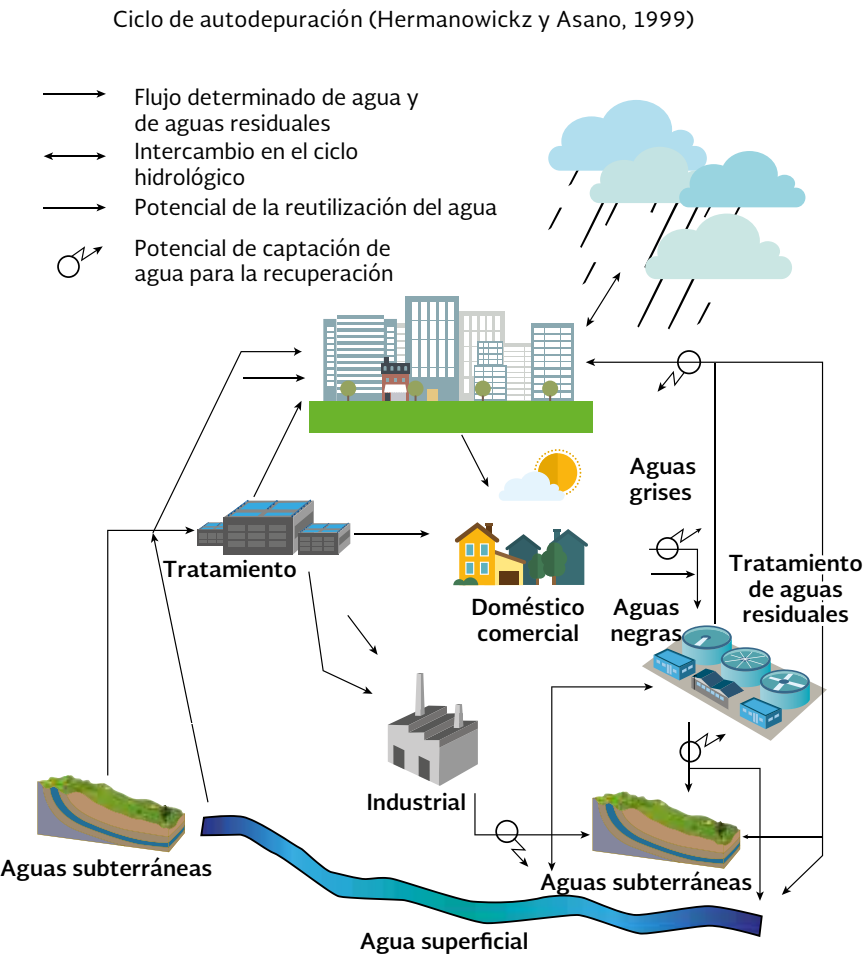 Ciclo de autodepuración (Hermanowickz y Asano, 1999)
Flujo determinado de agua y
de aguas residuales
Intercambio en el ciclo
hidrológico
Potencial de la reutilización del agua
Potencial de captación de
agua para la recuperación
Aguas
grises
Tratamiento
de aguas
residuales
Tratamiento
Doméstico
comercial
Aguas
negras
Industrial
Aguas subterráneas
Aguas subterráneas
Agua superficial